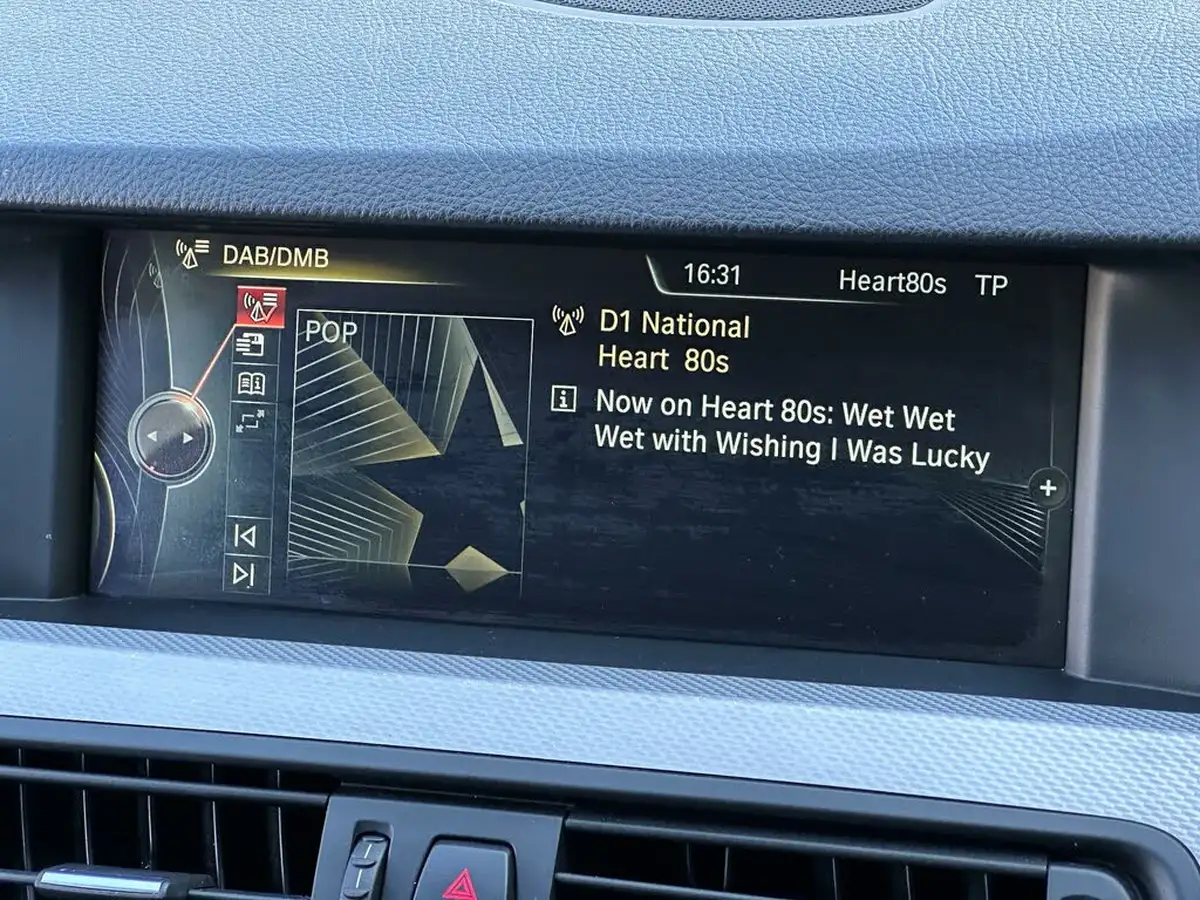 DAB/DMB
16:31
Heart80s TP
POP
D1 National
Heart 80s
Now on Heart 80s: Wet Wet
Wet with Wishing I Was Lucky